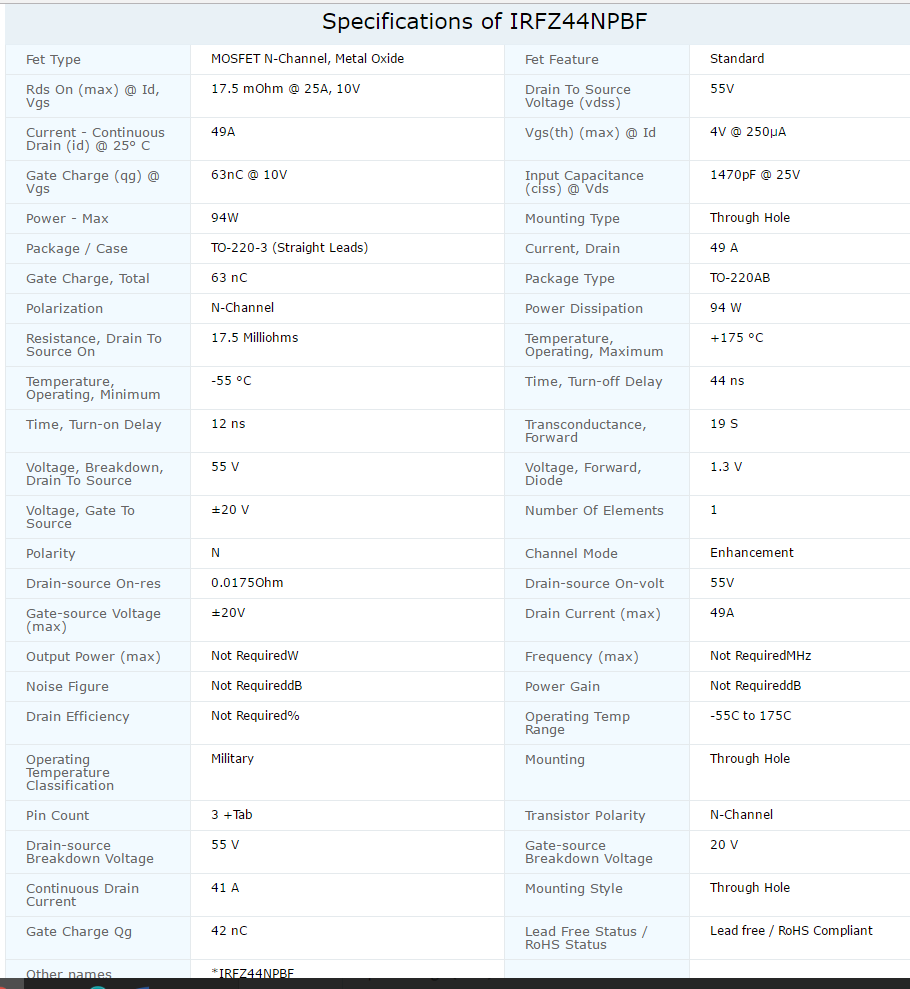 Specifications of IRFZ44NPBF
Fet Type
MOSFET N-Channel, Metal Oxide
Fet Feature
Standard
Rds On (max) @ Id,
Vgs
17.5 mOhm @ 25A, 10V
Drain To Source
Voltage (vdss)
55V
Current - Continuous
Drain (id) @ 25° C
49A
Vgs(th) (max) @ Id
4V @ 250µA
Gate Charge (qg) @
Vgs
63nC @ 10V
Input Capacitance
(ciss) @ Vds
1470pF @ 25V
Power - Max
94W
Mounting Type
Through Hole
Package / Case
TO-220-3 (Straight Leads)
Current, Drain
49 A
Gate Charge, Total
63 nC
Package Type
TO-220AB
Polarization
N-Channel
Power Dissipation
94 W
Resistance, Drain To
Source On
17.5 Milliohms
Temperature,
Operating, Maximum
+175 °C
Temperature,
Operating, Minimum
-55 °C
Time, Turn-off Delay
44 ns
Time, Turn-on Delay
12 ns
Transconductance,
Forward
19 S
Voltage, Breakdown,
Drain To Source
55 V
Voltage, Forward,
Diode
1.3 V
Voltage, Gate To
Source
±20 V
Number Of Elements
1
Polarity
N
Channel Mode
Enhancement
Drain-source On-res
0.0175Ohm
Drain-source On-volt
55V
Gate-source Voltage
(max)
±20V
Drain Current (max)
49A
Output Power (max)
Not RequiredW
Frequency (max)
Not RequiredMHz
Noise Figure
Not RequireddB
Power Gain
Not RequireddB
Drain Efficiency
Not Required%
Operating Temp
Range
-55C to 175C
Operating
Temperature
Classification
Military
Mounting
Through Hole
Pin Count
3 +Tab
Transistor Polarity
N-Channel
Drain-source
Breakdown Voltage
55 V
Gate-source
Breakdown Voltage
20 V
Continuous Drain
Current
41 A
Mounting Style
Through Hole
Gate Charge Qg
42 nC
Lead Free Status /
RoHS Status
Lead free / RoHS Compliant
Other names
*IRFZ44NPBF